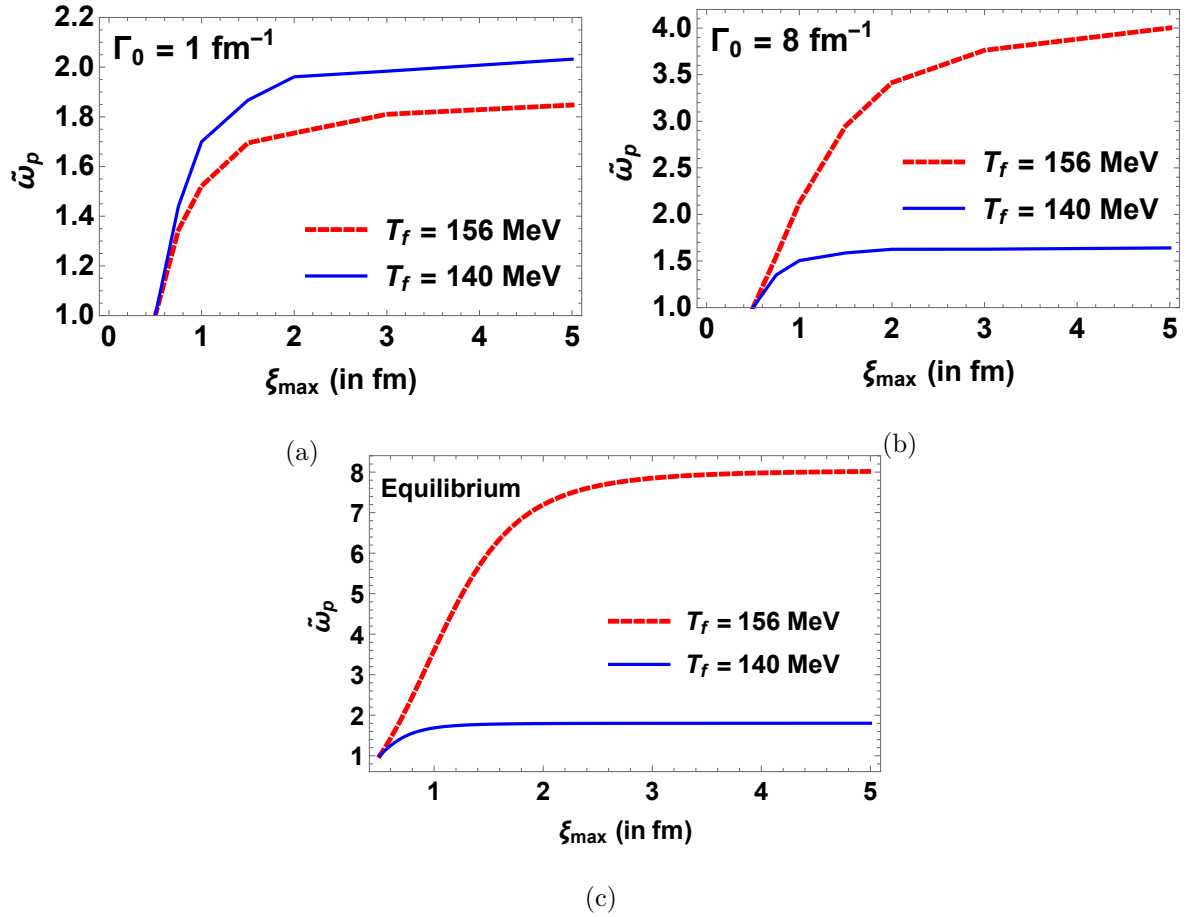 Γ₀ = 1 fm⁻¹
2.2
2.0
1.8
1.6
1.4
1.2
1.0
ω̃ₚ
T_f = 156 MeV
T_f = 140 MeV
0 1 2 3 4 5
ξ_max (in fm)
(a)
Γ₀ = 8 fm⁻¹
4.0
3.5
3.0
2.5
2.0
1.5
1.0
ω̃ₚ
T_f = 156 MeV
T_f = 140 MeV
0 1 2 3 4 5
ξ_max (in fm)
(b)
Equilibrium
8
7
6
5
4
3
2
1
ω̃ₚ
T_f = 156 MeV
T_f = 140 MeV
1 2 3 4 5
ξ_max (in fm)
(c)